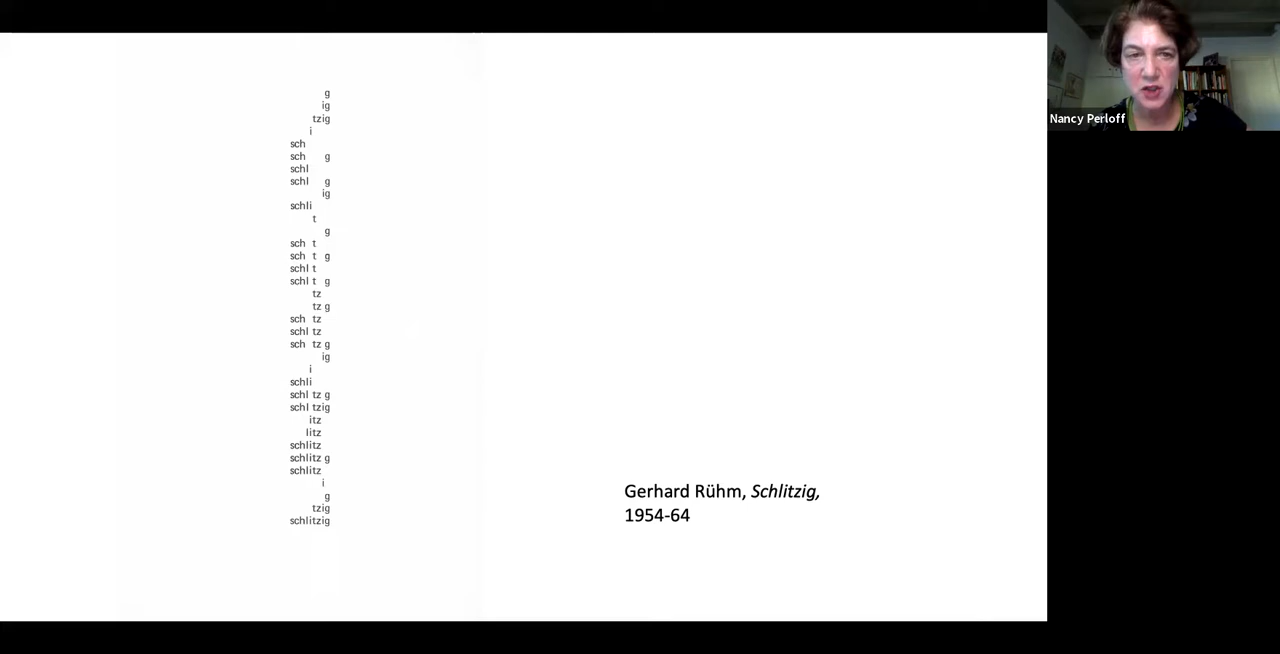 g
ig
tzig
i
sch
sch g
schl
schl g
ig
schli
t
g
sch t
sch t g
schl t
schl t g
tz
tz g
sch tz
schl tz
sch tz g
ig
i
schli
schl tz g
schl tzig
itz
litz
schlitz
schlitz g
schlitz
i
g
tzig
schlitzig
Gerhard Rühm, Schlitzig,
1954-64
Nancy Perloff